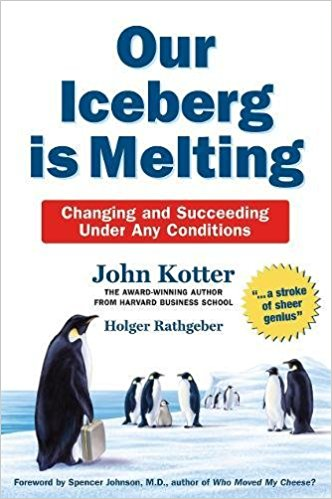 Our
Iceberg
is Melting
Changing and Succeeding
Under Any Conditions
John Kotter
THE AWARD-WINNING AUTHOR
FROM HARVARD BUSINESS SCHOOL
Holger Rathgeber
“...a stroke
of sheer
genius”
Foreword by Spencer Johnson, M.D., author of Who Moved My Cheese?